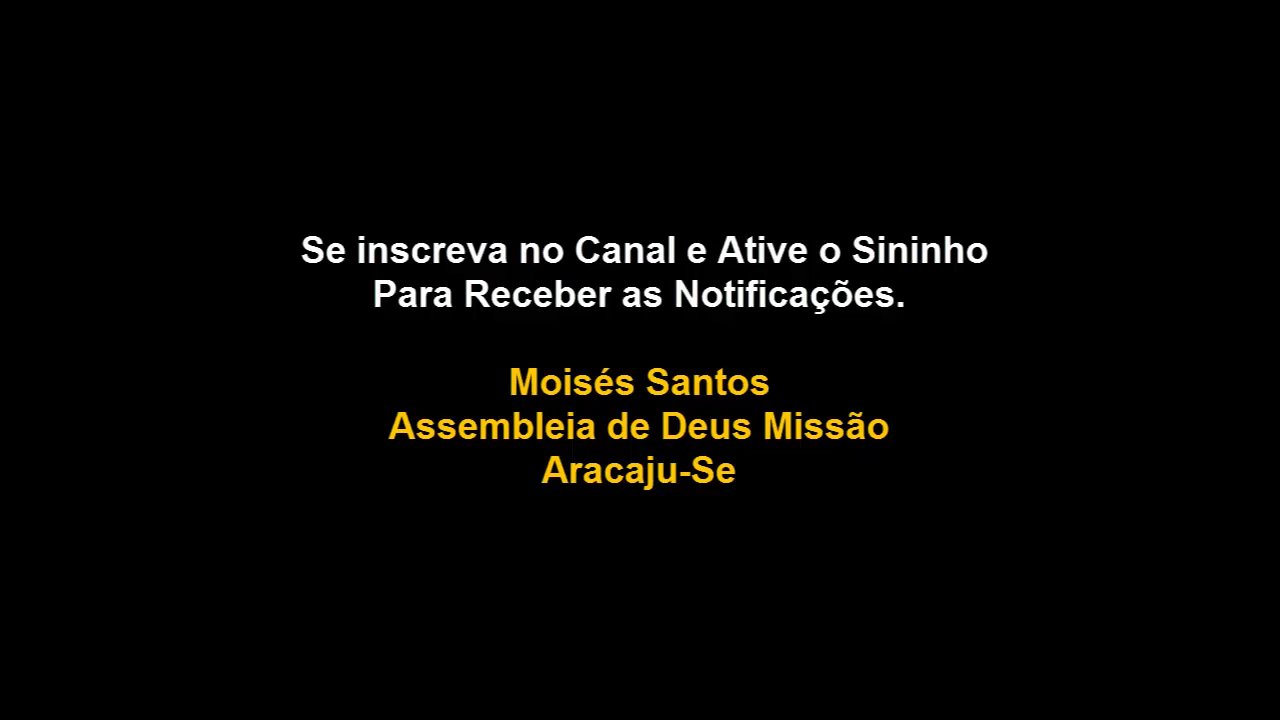 Se inscreva no Canal e Ative o Sininho
Para Receber as Notificações.
Moisés Santos
Assembleia de Deus Missão
Aracaju-Se